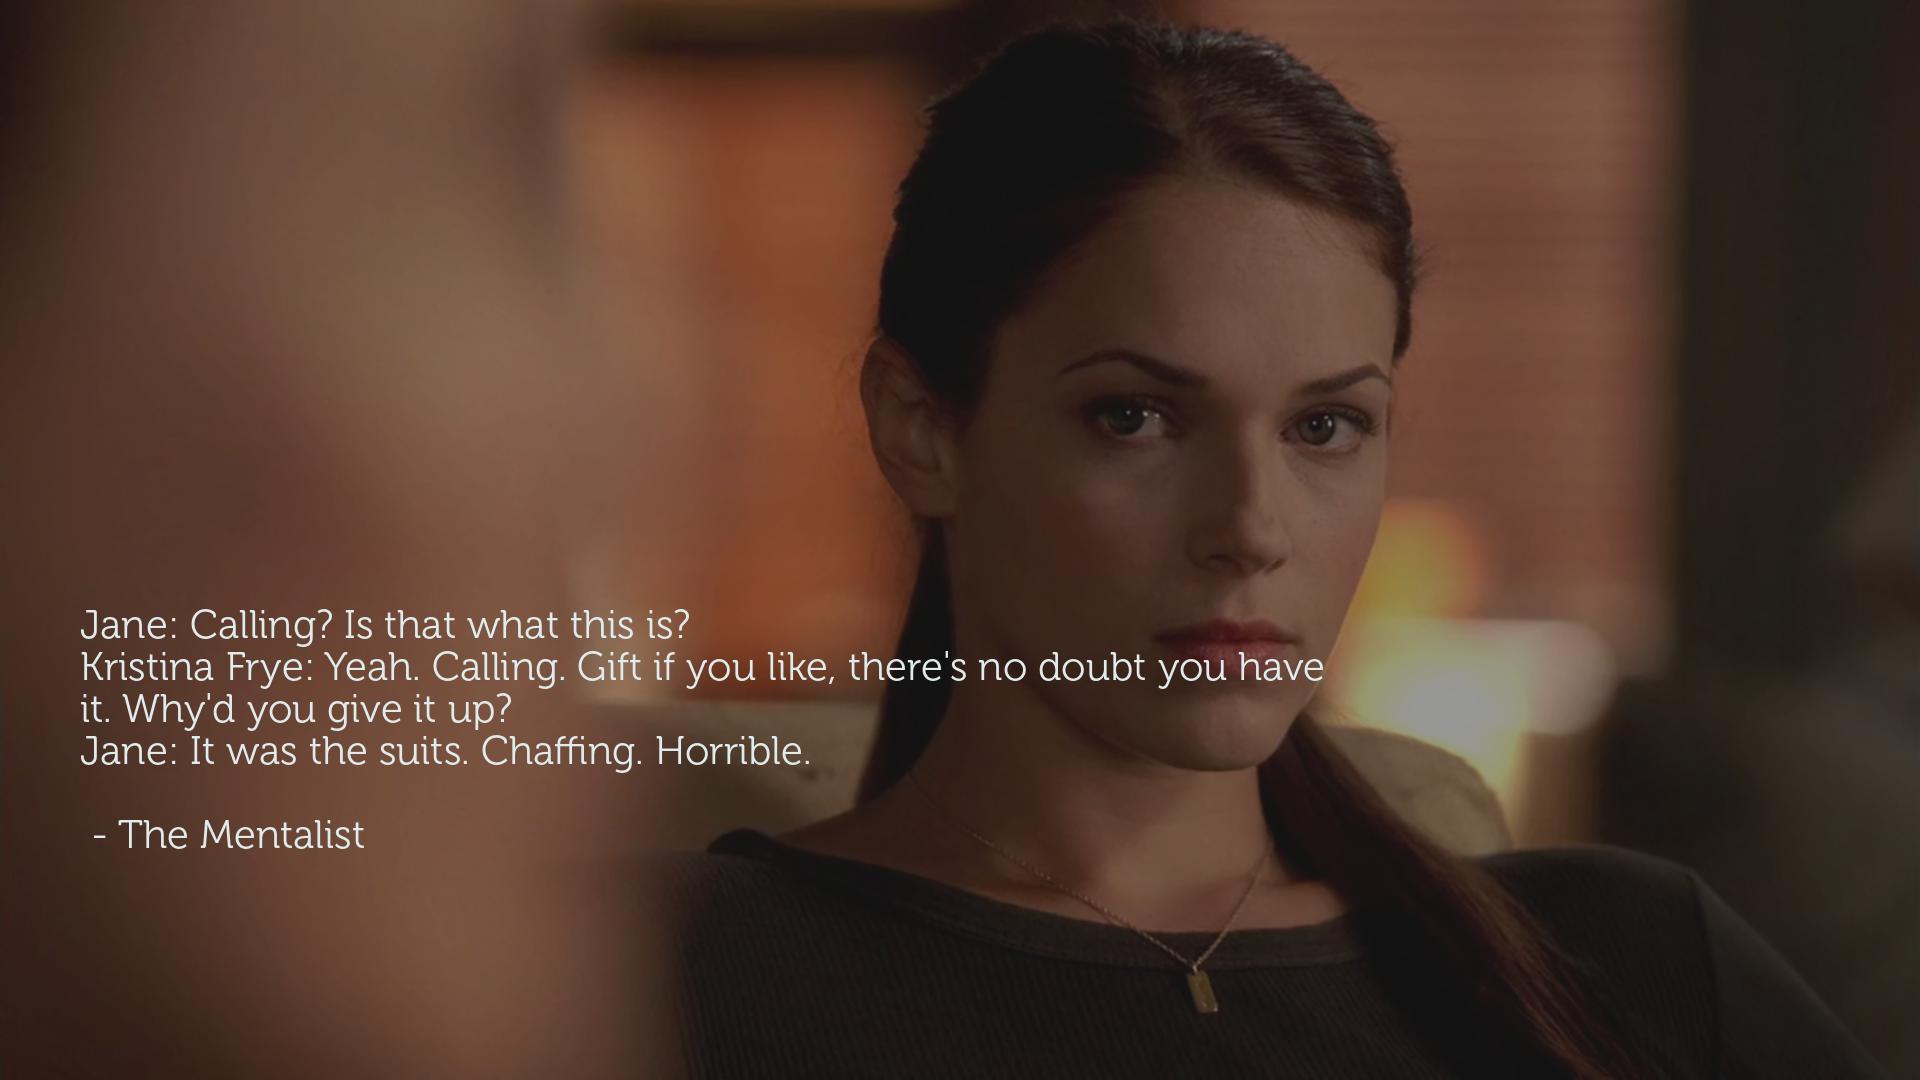 Jane: Calling? Is that what this is?
Kristina Frye: Yeah. Calling. Gift if you like, there's no doubt you have
it. Why'd you give it up?
Jane: It was the suits. Chaffing. Horrible.
- The Mentalist